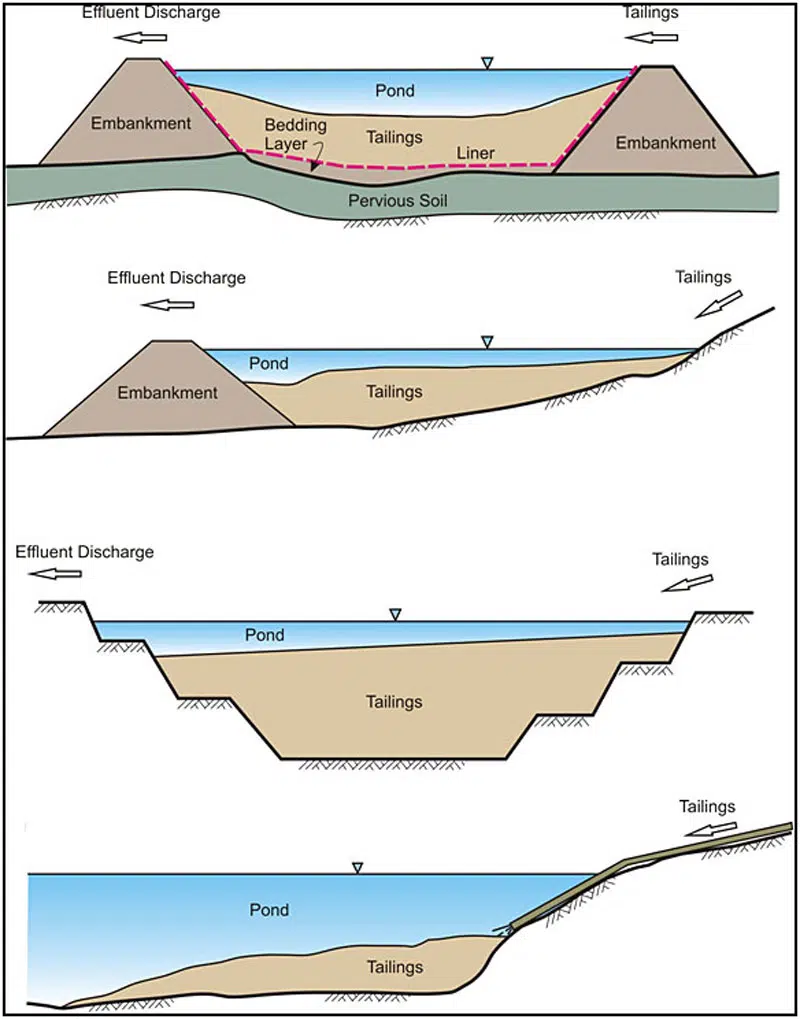 Effluent Discharge
Tailings
Pond
Embankment
Bedding
Layer
Tailings
Liner
Embankment
Pervious Soil
Effluent Discharge
Tailings
Pond
Embankment
Tailings
Effluent Discharge
Tailings
Pond
Tailings
Tailings
Pond
Tailings